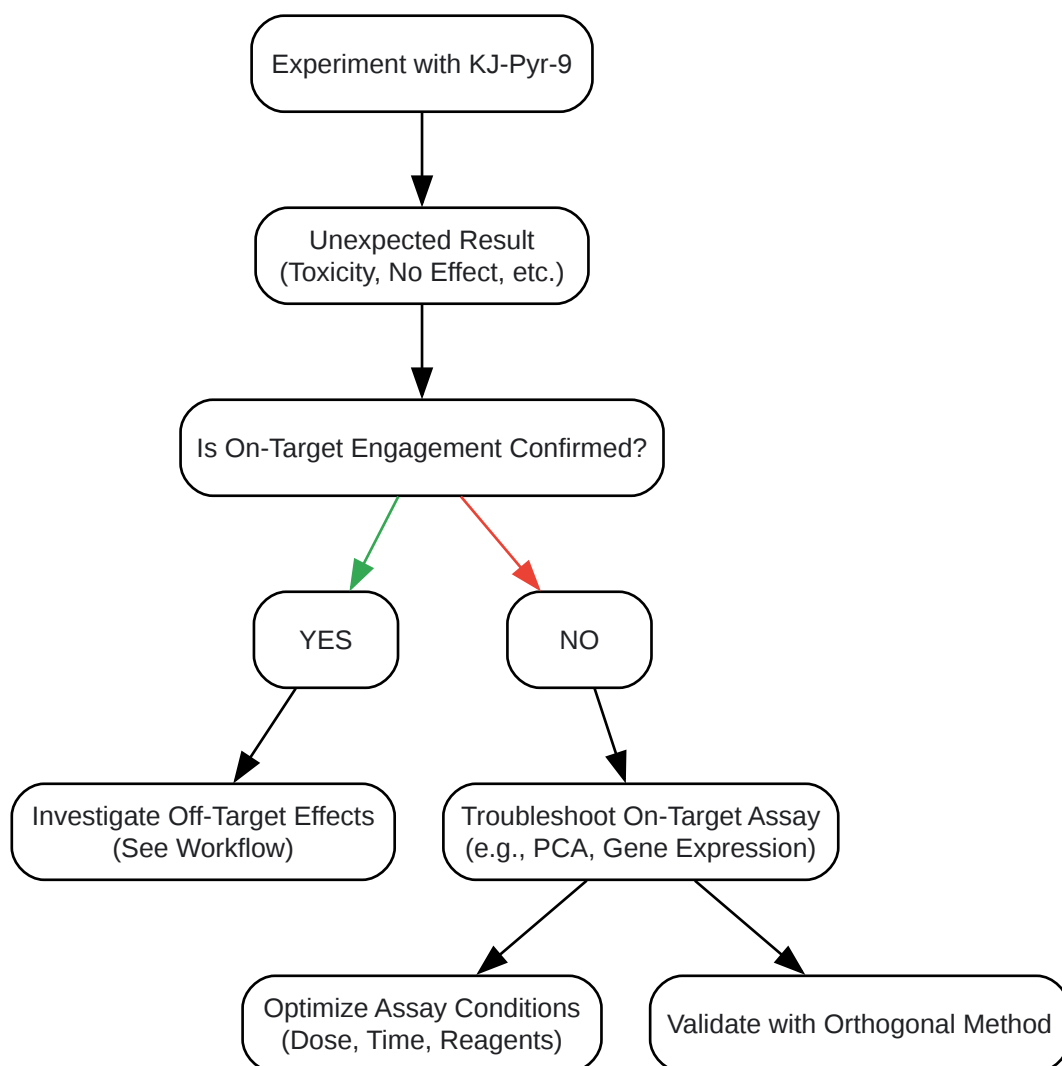 Experiment with KJ-Pyr-9
Unexpected Result
(Toxicity, No Effect, etc.)
Is On-Target Engagement Confirmed?
YES
NO
Investigate Off-Target Effects
(See Workflow)
Troubleshoot On-Target Assay
(e.g., PCA, Gene Expression)
Optimize Assay Conditions
(Dose, Time, Reagents)
Validate with Orthogonal Method